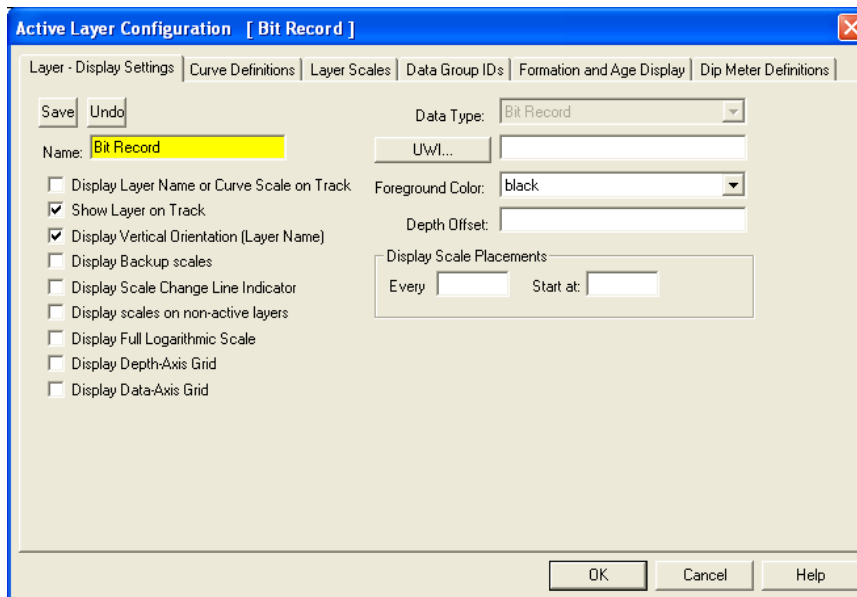 Active Layer Configuration [ Bit Record ]
Layer - Display Settings Curve Definitions Layer Scales Data Group IDs Formation and Age Display Dip Meter Definitions
Save Undo
Name: Bit Record
Display Layer Name or Curve Scale on Track
Show Layer on Track
Display Vertical Orientation (Layer Name)
Display Backup scales
Display Scale Change Line Indicator
Display scales on non-active layers
Display Full Logarithmic Scale
Display Depth-Axis Grid
Display Data-Axis Grid
Data Type: Bit Record
UWI...
Foreground Color: black
Depth Offset:
Display Scale Placements
Every Start at:
OK Cancel Help